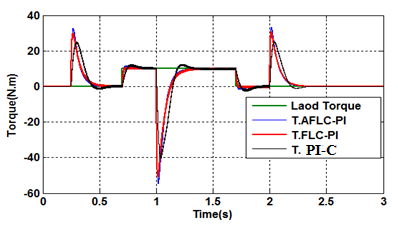 40
20
0
-20
-40
-60
Torque(N.m)
Laod Torque
T.AFLC-PI
T.FLC-PI
T. PI-C
0 0.5 1 1.5 2 2.5 3
Time(s)